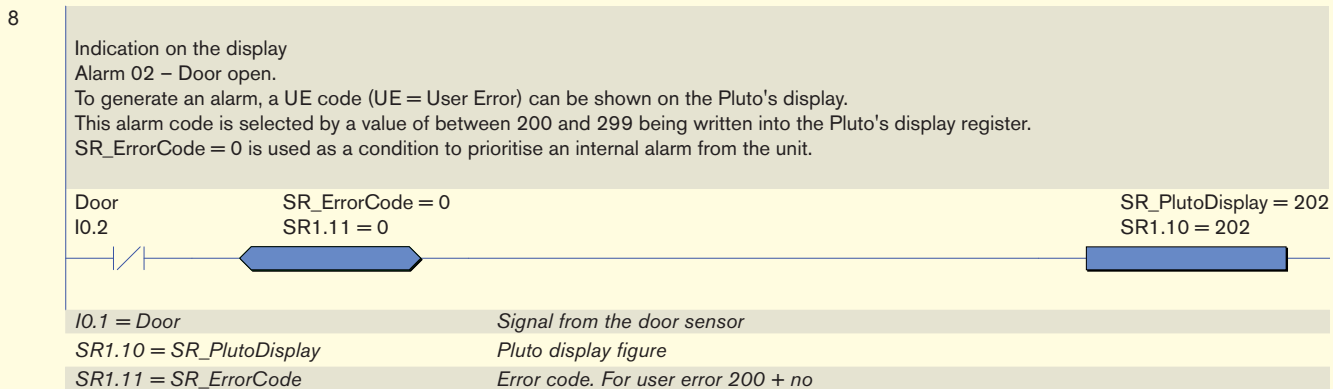 8
Indication on the display
Alarm 02 – Door open.
To generate an alarm, a UE code (UE = User Error) can be shown on the Pluto's display.
This alarm code is selected by a value of between 200 and 299 being written into the Pluto's display register.
SR_ErrorCode = 0 is used as a condition to prioritise an internal alarm from the unit.
Door SR_ErrorCode = 0 SR_PlutoDisplay = 202
I0.2 SR1.11 = 0 SR1.10 = 202
I0.1 = Door Signal from the door sensor
SR1.10 = SR_PlutoDisplay Pluto display figure
SR1.11 = SR_ErrorCode Error code. For user error 200 + no